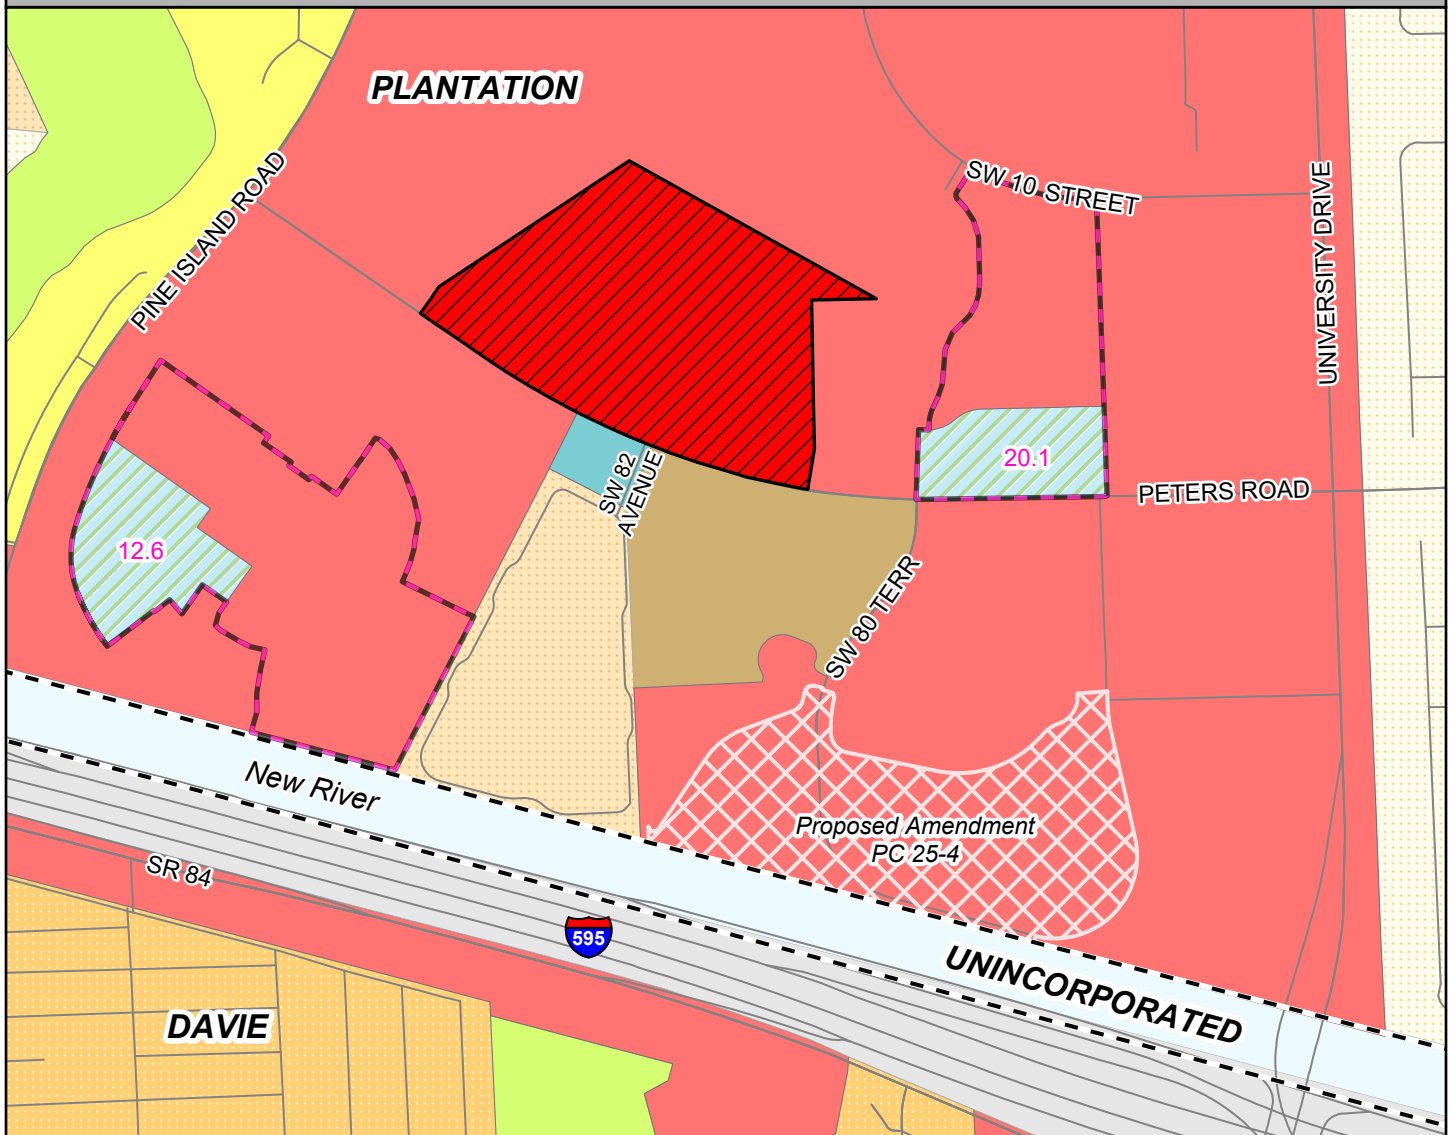 PLANTATION
PINE ISLAND ROAD
SW 10 STREET
UNIVERSITY DRIVE
SW 82
AVENUE
20.1
PETERS ROAD
12.6
SW 80 TERR
New River
Proposed Amendment
PC 25-4
SR 84
595
UNINCORPORATED
DAVIE